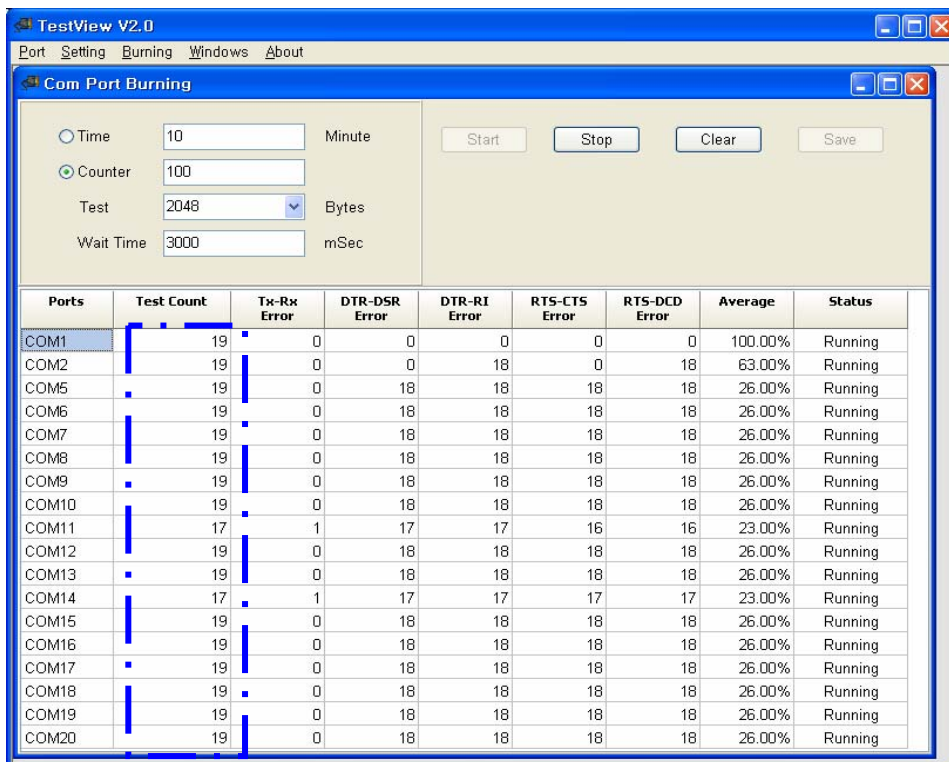 TestView V2.0
Port Setting Burning Windows About
Com Port Burning
Time 10 Minute Start Stop Clear Save
Counter 100
Test 2048 Bytes
Wait Time 3000 mSec
Ports Test Count Tx-Rx Error DTR-DSR Error DTR-RI Error RTS-CTS Error RTS-DCD Error Average Status
COM1 19 0 0 0 0 0 100.00% Running
COM2 19 0 0 18 0 18 63.00% Running
COM5 19 0 18 18 18 18 26.00% Running
COM6 19 0 18 18 18 18 26.00% Running
COM7 19 0 18 18 18 18 26.00% Running
COM8 19 0 18 18 18 18 26.00% Running
COM9 19 0 18 18 18 18 26.00% Running
COM10 19 0 18 18 18 18 26.00% Running
COM11 17 1 17 17 16 16 23.00% Running
COM12 19 0 18 18 18 18 26.00% Running
COM13 19 0 18 18 18 18 26.00% Running
COM14 17 1 17 17 17 17 23.00% Running
COM15 19 0 18 18 18 18 26.00% Running
COM16 19 0 18 18 18 18 26.00% Running
COM17 19 0 18 18 18 18 26.00% Running
COM18 19 0 18 18 18 18 26.00% Running
COM19 19 0 18 18 18 18 26.00% Running
COM20 19 0 18 18 18 18 26.00% Running